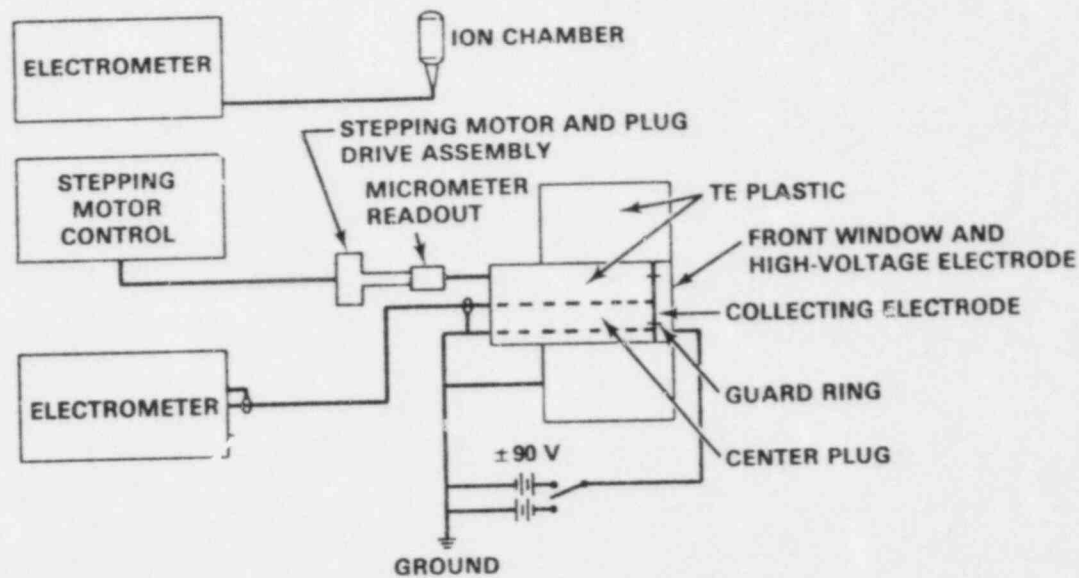 ION CHAMBER
ELECTROMETER
STEPPING MOTOR AND PLUG
DRIVE ASSEMBLY
STEPPING
MOTOR
CONTROL
MICROMETER
READOUT
TE PLASTIC
FRONT WINDOW AND
HIGH-VOLTAGE ELECTRODE
COLLECTING ELECTRODE
ELECTROMETER
GUARD RING
±90 V
CENTER PLUG
GROUND